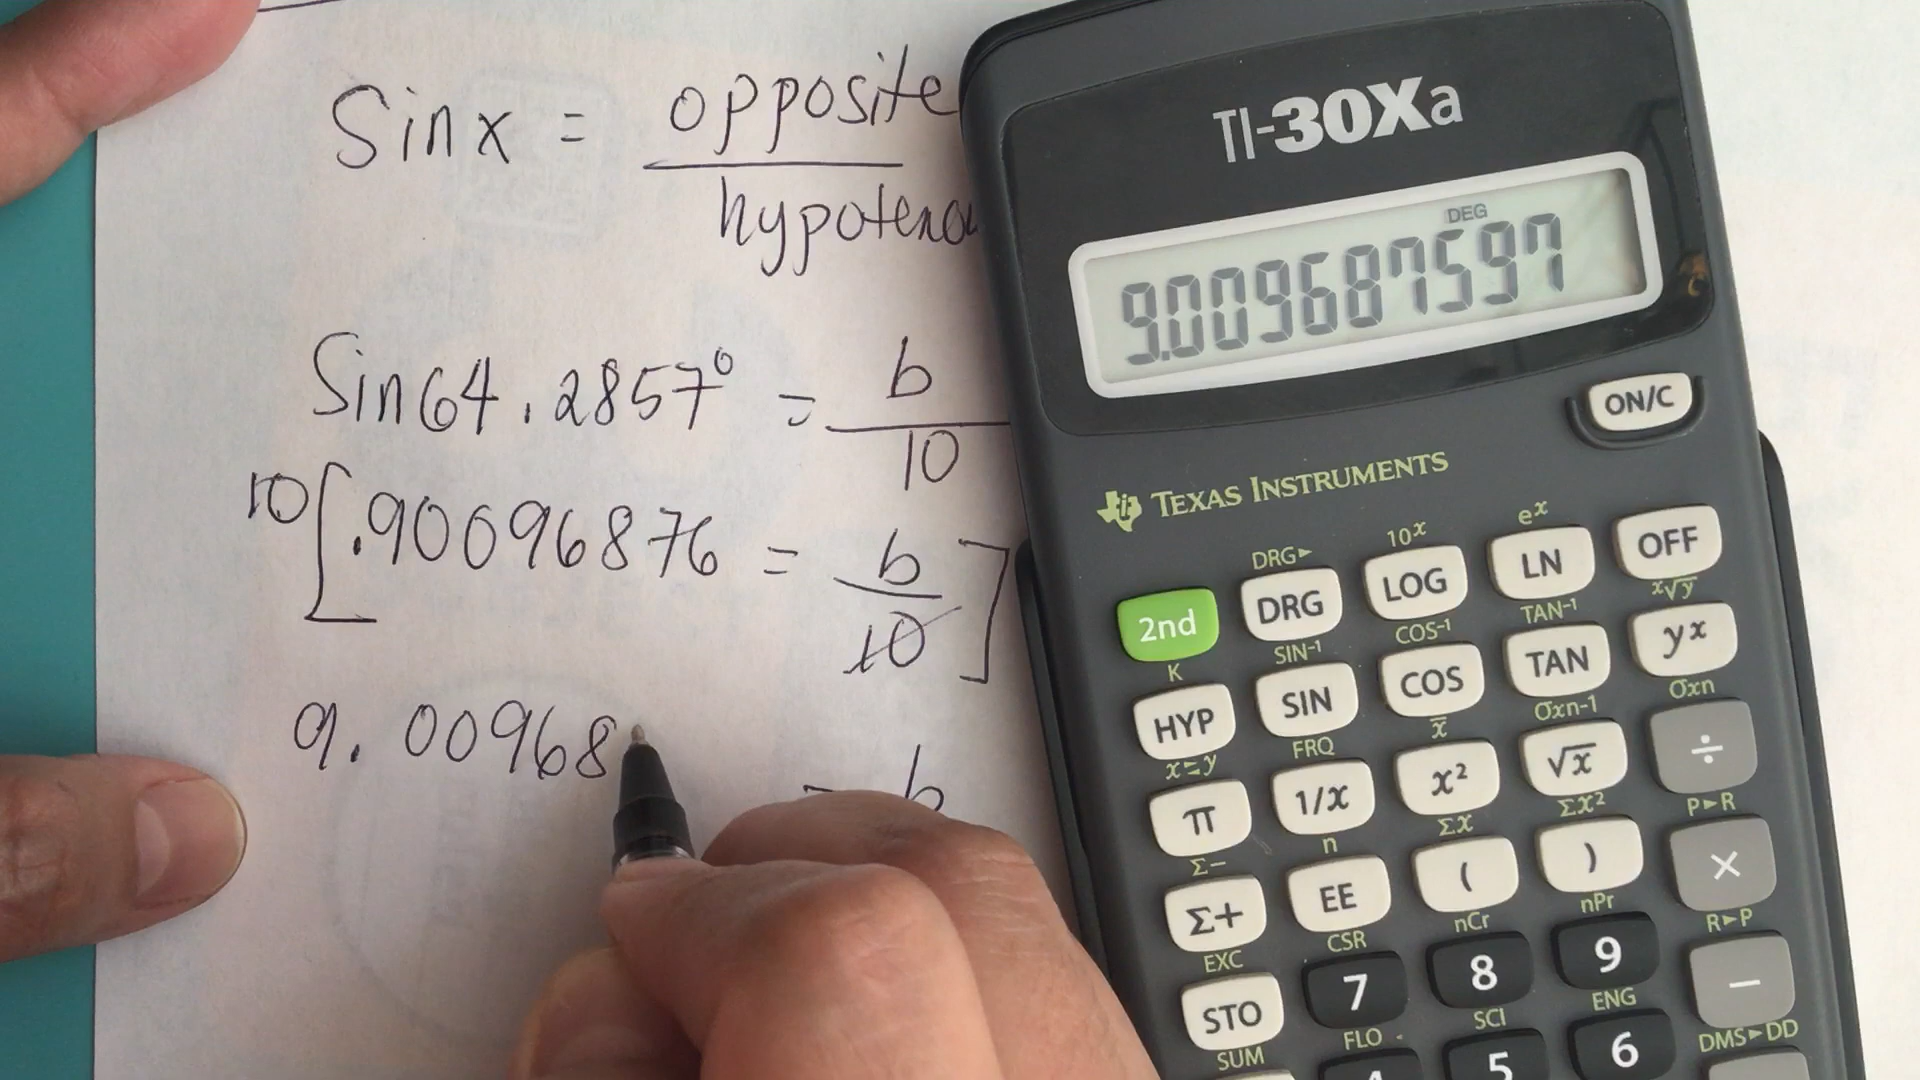 Sin x = opposite
hypotenu
Sin 64.2857° = b
10
10[.90096876 = b
10]
9.00968 = b
TI-30Xa
DEG
9.009687597
ON/C
TEXAS INSTRUMENTS
DRG► 10ˣ eˣ
2nd DRG LOG LN OFF
K SIN⁻¹ COS⁻¹ TAN⁻¹ ˣ√y
HYP SIN COS TAN yˣ
x⇄y FRQ x̄ σxn-1 σxn
π 1/x x² √x ÷
Σ− n Σx Σx² P►R
Σ+ EE ( ) ×
EXC CSR nCr nPr R►P
STO 7 8 9 −
SUM FLO SCI ENG DMS►DD
4 5 6